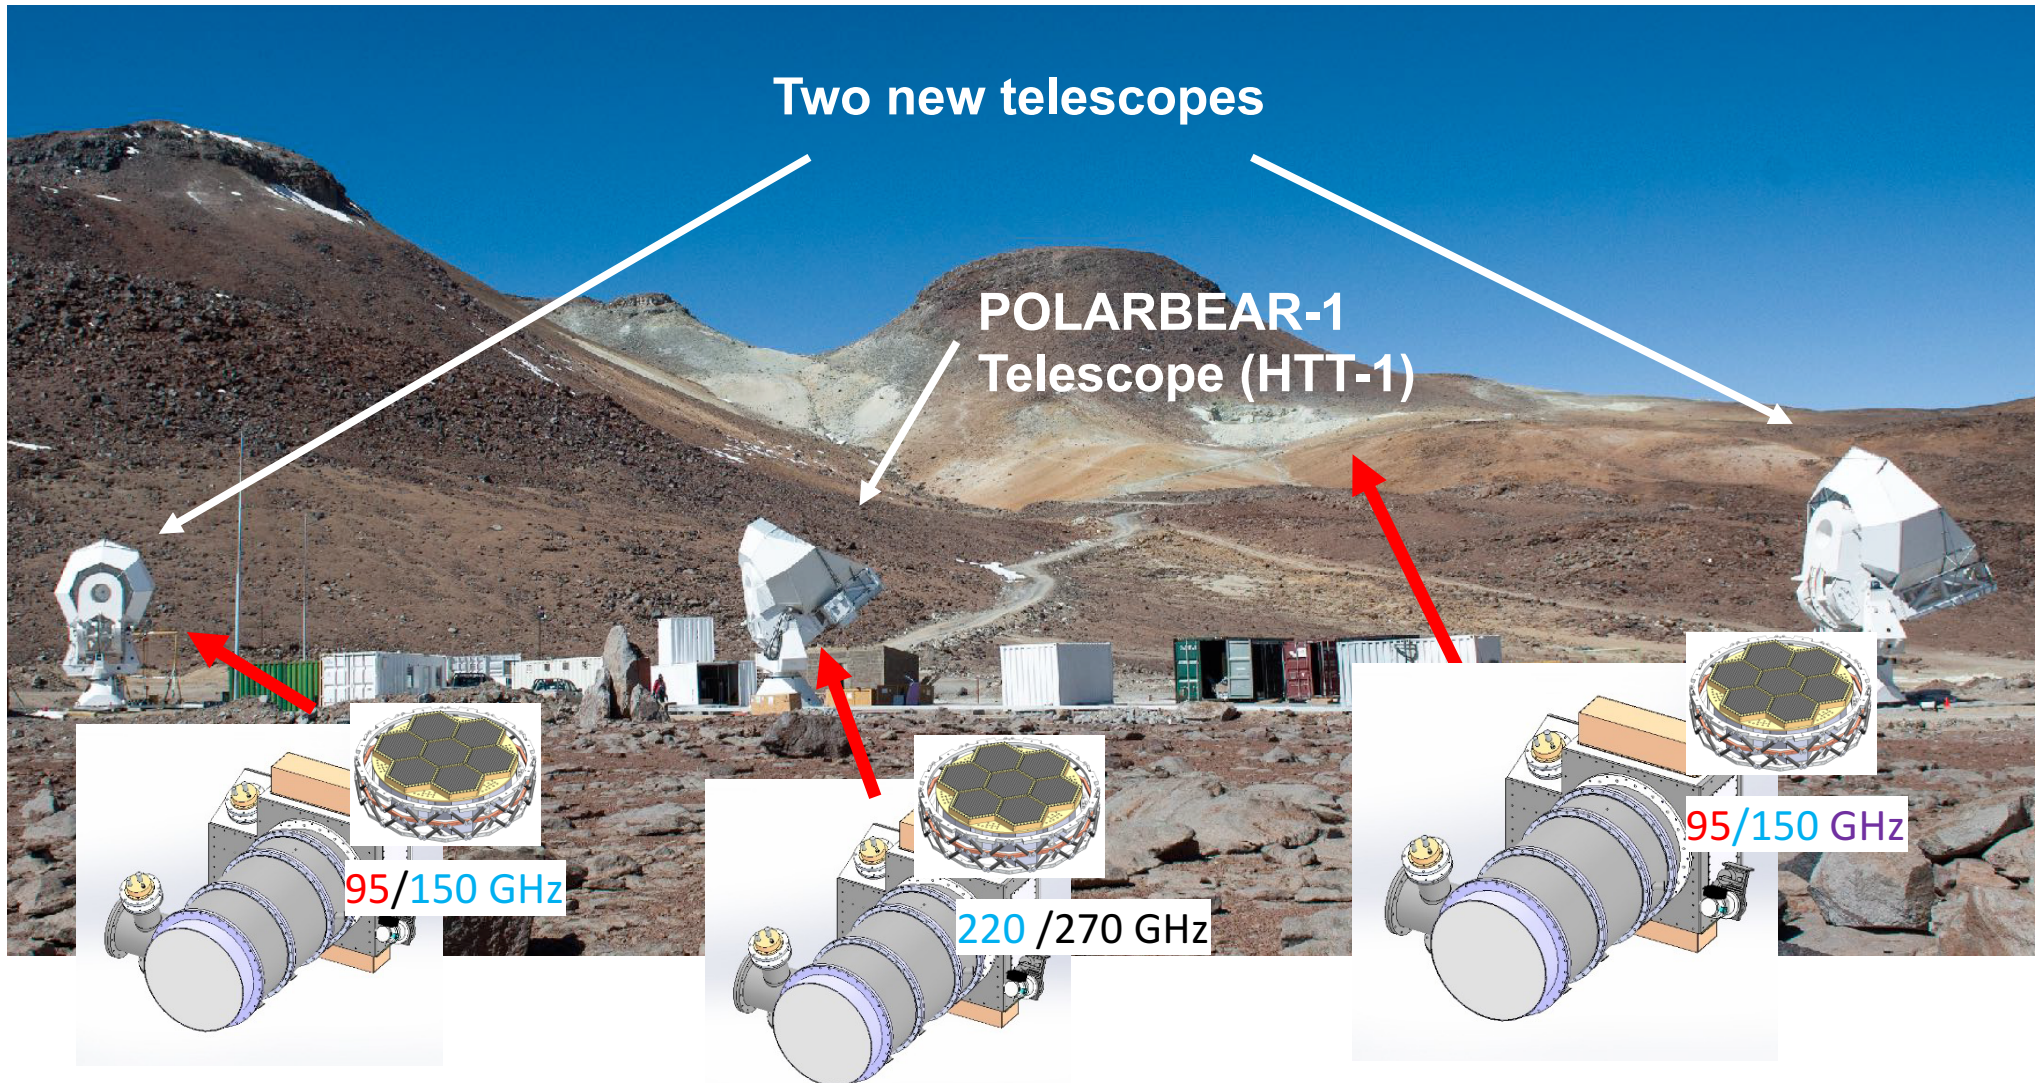 Two new telescopes
POLARBEAR-1
Telescope (HTT-1)
95/150 GHz
95/150 GHz
220 /270 GHz